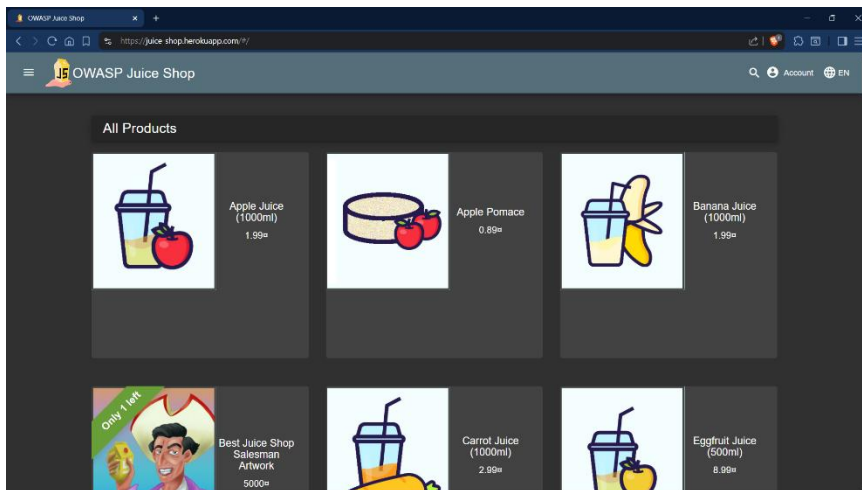 OWASP Juice Shop
https://juice-shop.herokuapp.com/#/
OWASP Juice Shop
Account
EN
All Products
Apple Juice
(1000ml)
1.99¤
Apple Pomace
0.89¤
Banana Juice
(1000ml)
1.99¤
Only 1 left
Best Juice Shop
Salesman
Artwork
5000¤
Carrot Juice
(1000ml)
2.99¤
Eggfruit Juice
(500ml)
8.99¤